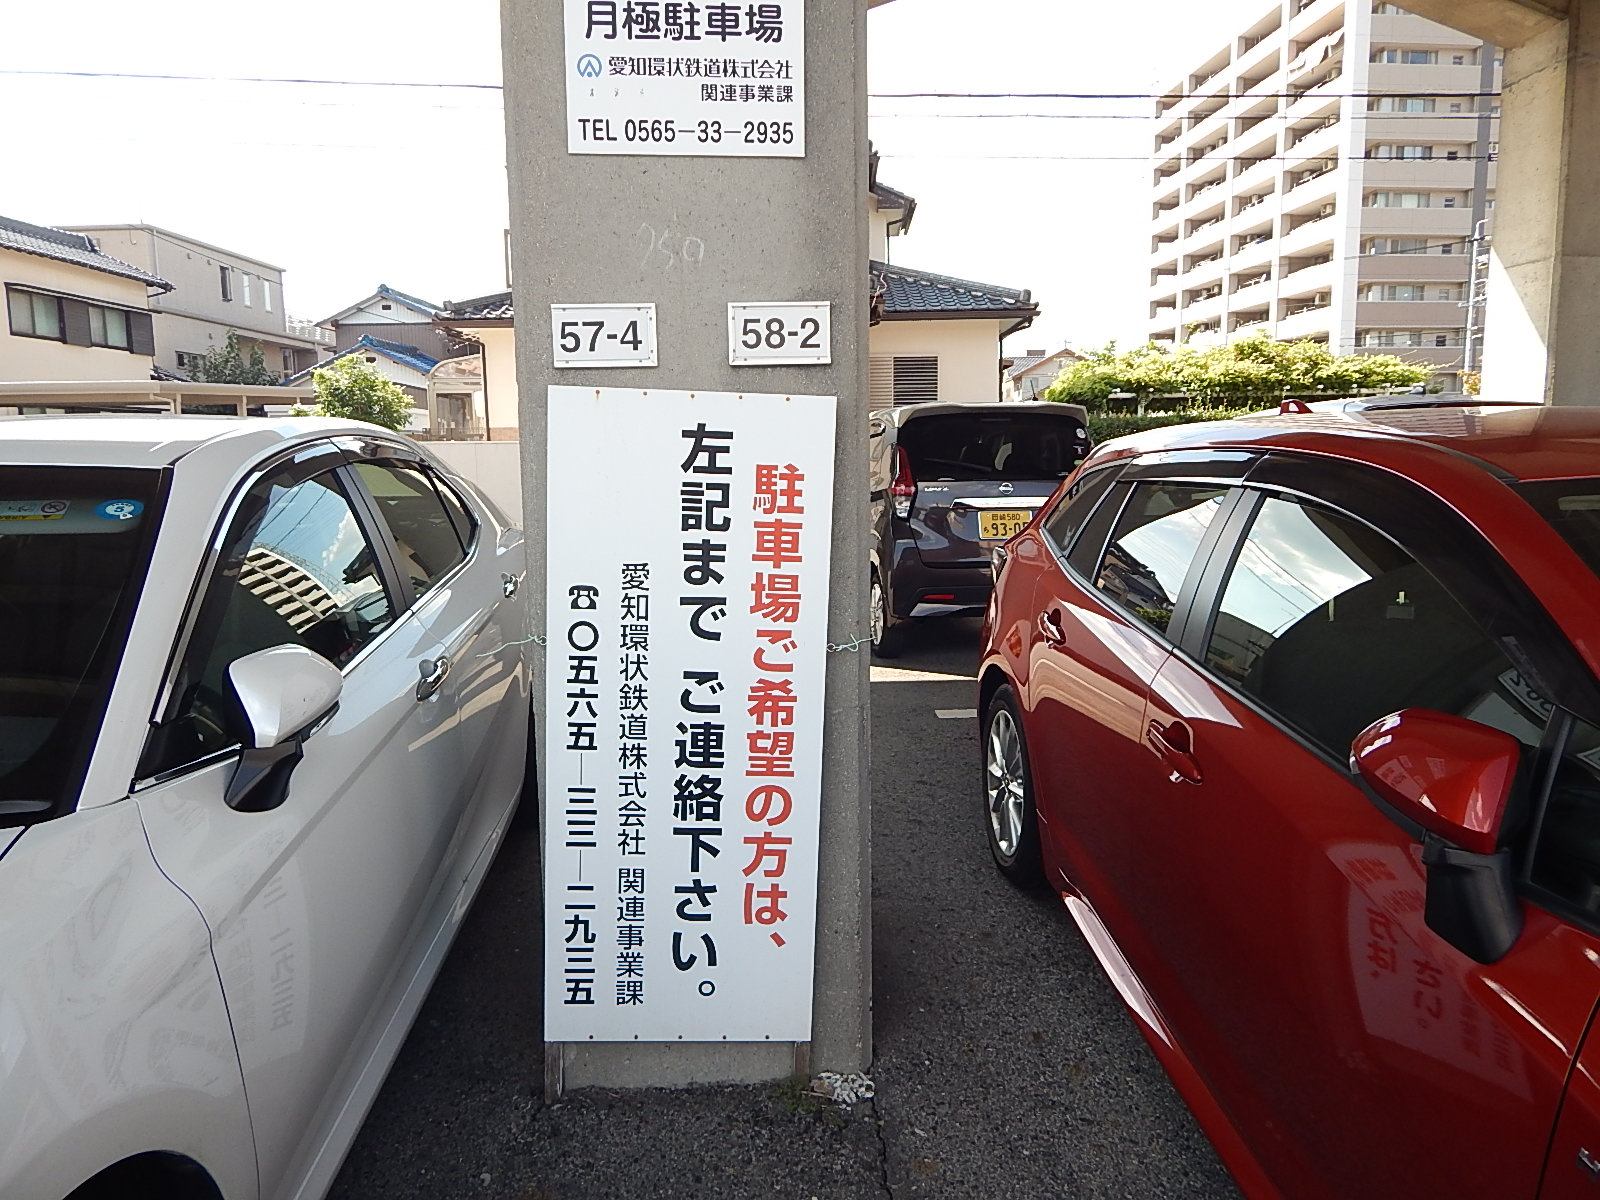 月極駐車場
愛知環状鉄道株式会社
関連事業課
TEL 0565-33-2935
259
57-4
58-2
駐車場ご希望の方は、
左記まで ご連絡下さい。
愛知環状鉄道株式会社 関連事業課
☎〇五六五―三三―二九三五
580